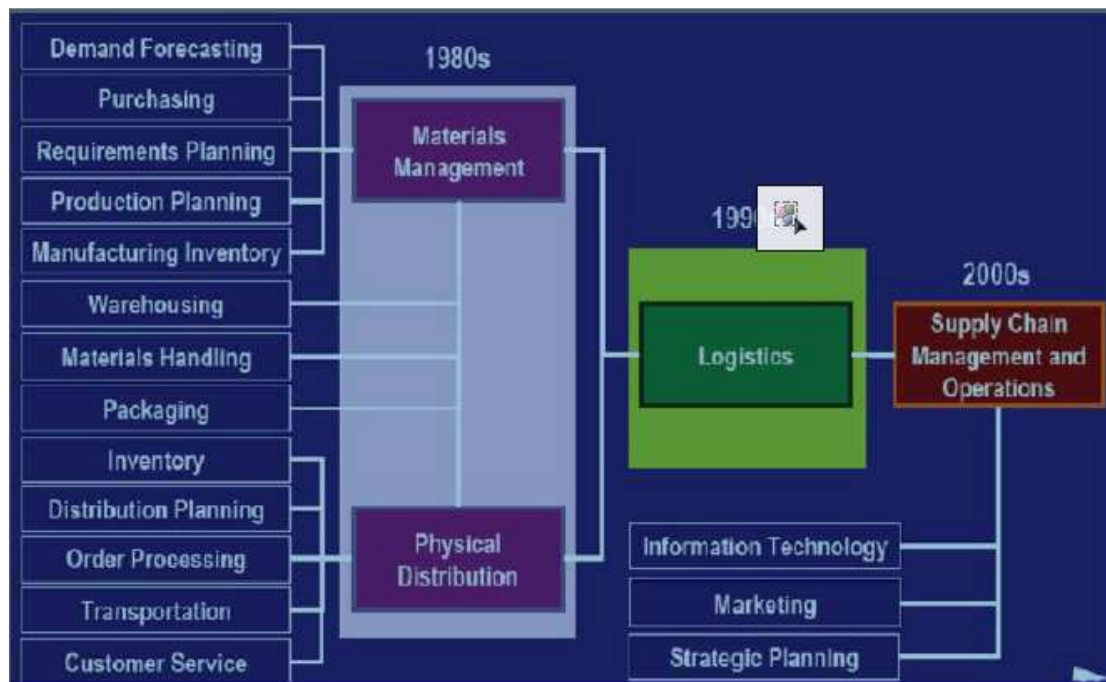 Demand Forecasting
Purchasing
Requirements Planning
Production Planning
Manufacturing Inventory
Warehousing
Materials Handling
Packaging
Inventory
Distribution Planning
Order Processing
Transportation
Customer Service
1980s
Materials
Management
Physical
Distribution
199
Logistics
2000s
Supply Chain
Management and
Operations
Information Technology
Marketing
Strategic Planning